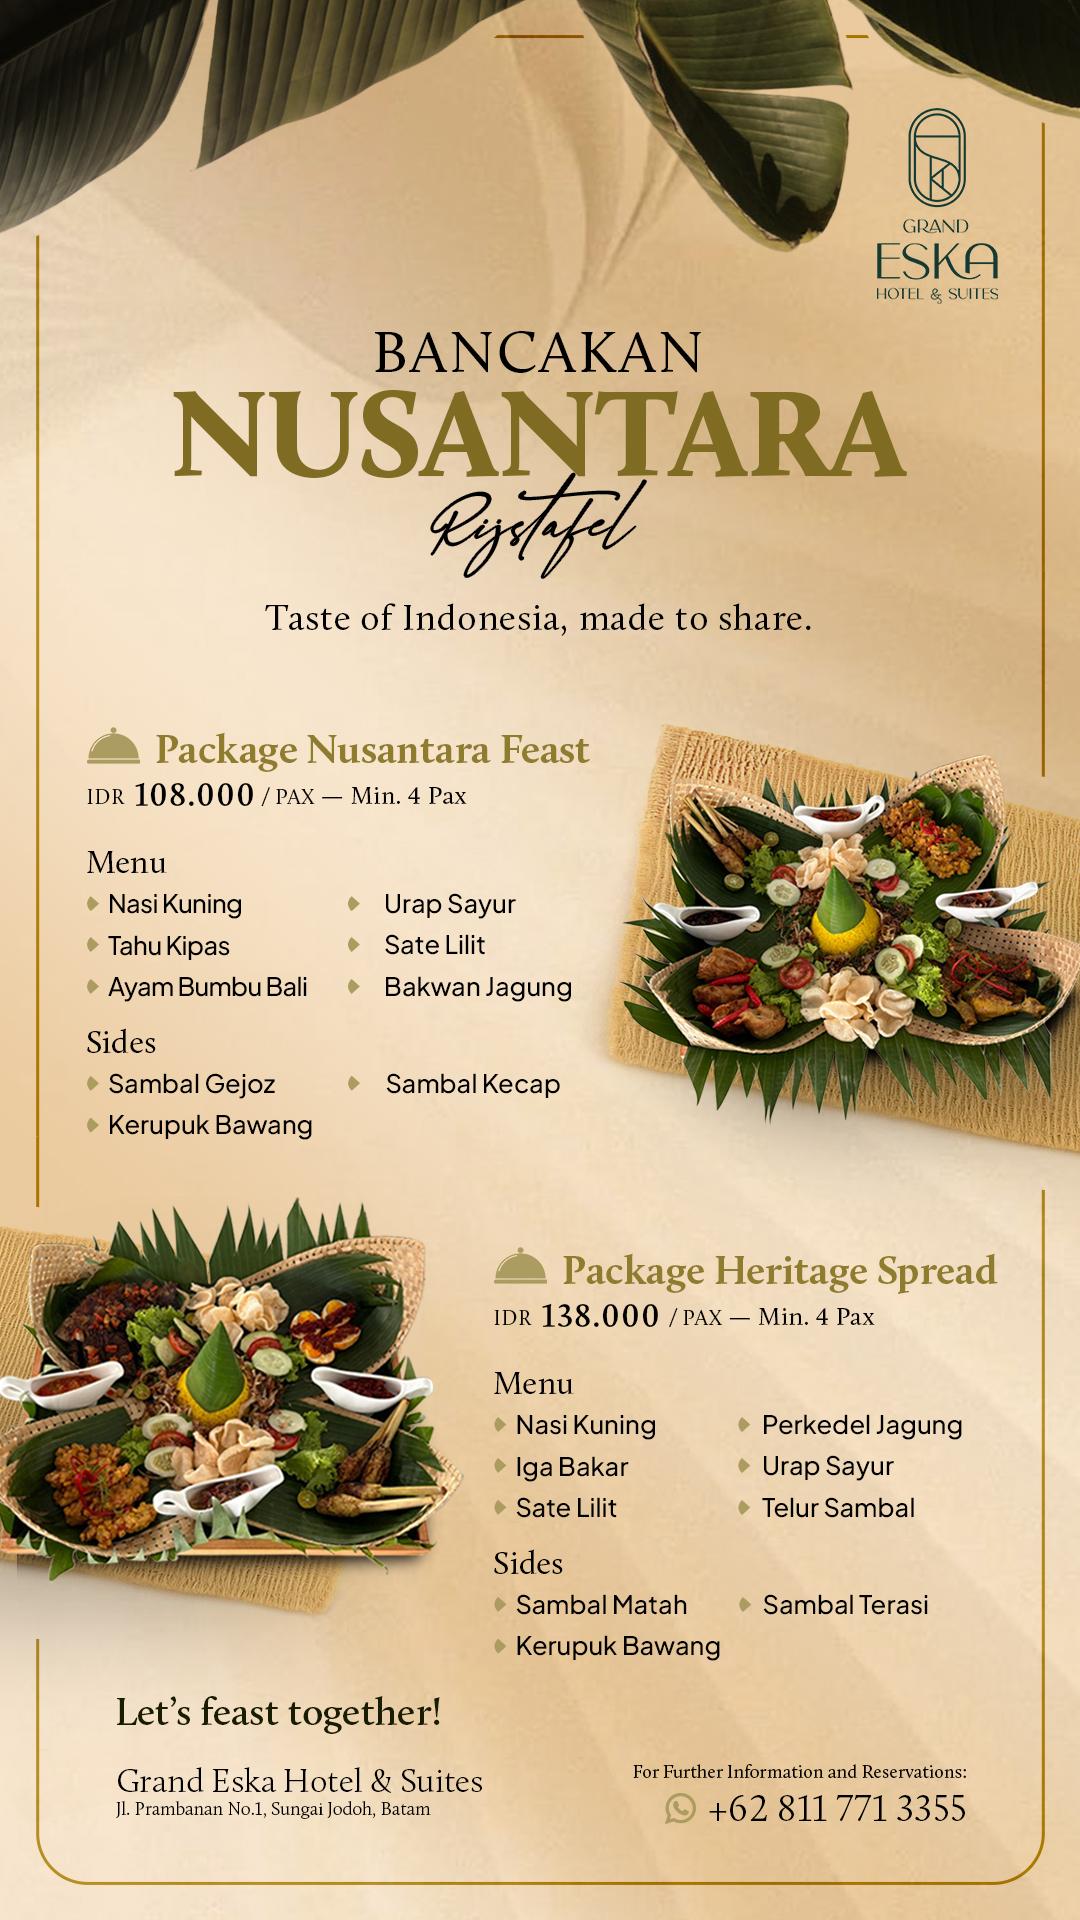 GRAND
ESKA
HOTEL & SUITES
BANCAKAN
NUSANTARA
Rijstafel
Taste of Indonesia, made to share.
Package Nusantara Feast
IDR 108.000 / PAX — Min. 4 Pax
Menu
Nasi Kuning
Urap Sayur
Tahu Kipas
Sate Lilit
Ayam Bumbu Bali
Bakwan Jagung
Sides
Sambal Gejoz
Sambal Kecap
Kerupuk Bawang
Package Heritage Spread
IDR 138.000 / PAX — Min. 4 Pax
Menu
Nasi Kuning
Perkedel Jagung
Iga Bakar
Urap Sayur
Sate Lilit
Telur Sambal
Sides
Sambal Matah
Sambal Terasi
Kerupuk Bawang
Let's feast together!
Grand Eska Hotel & Suites
Jl. Prambanan No.1, Sungai Jodoh, Batam
For Further Information and Reservations:
+62 811 771 3355